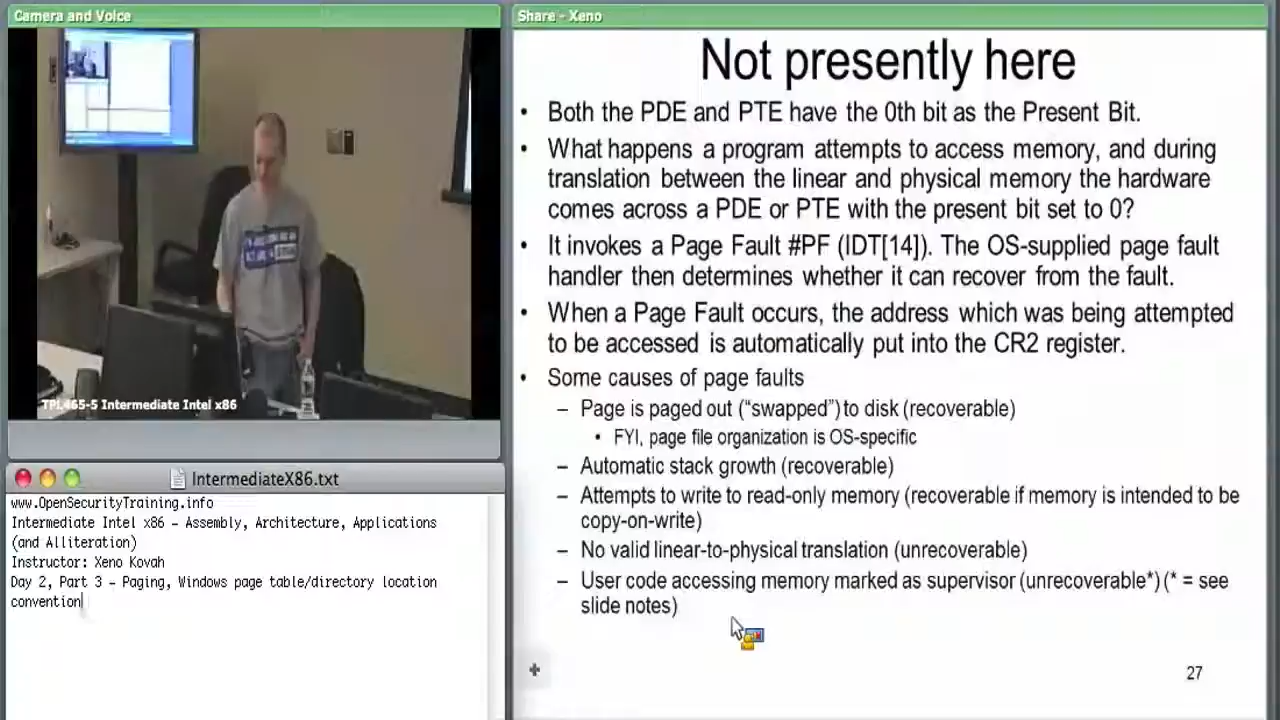 Camera and Voice
TPL465-5 Intermediate Intel x86
IntermediateX86.txt
www.OpenSecurityTraining.info
Intermediate Intel x86 – Assembly, Architecture, Applications
(and Alliteration)
Instructor: Xeno Kovah
Day 2, Part 3 – Paging, Windows page table/directory location
convention
Share - Xeno
Not presently here
• Both the PDE and PTE have the 0th bit as the Present Bit.
• What happens a program attempts to access memory, and during
translation between the linear and physical memory the hardware
comes across a PDE or PTE with the present bit set to 0?
• It invokes a Page Fault #PF (IDT[14]). The OS-supplied page fault
handler then determines whether it can recover from the fault.
• When a Page Fault occurs, the address which was being attempted
to be accessed is automatically put into the CR2 register.
• Some causes of page faults
– Page is paged out (“swapped”) to disk (recoverable)
• FYI, page file organization is OS-specific
– Automatic stack growth (recoverable)
– Attempts to write to read-only memory (recoverable if memory is intended to be
copy-on-write)
– No valid linear-to-physical translation (unrecoverable)
– User code accessing memory marked as supervisor (unrecoverable*) (* = see
slide notes)
27